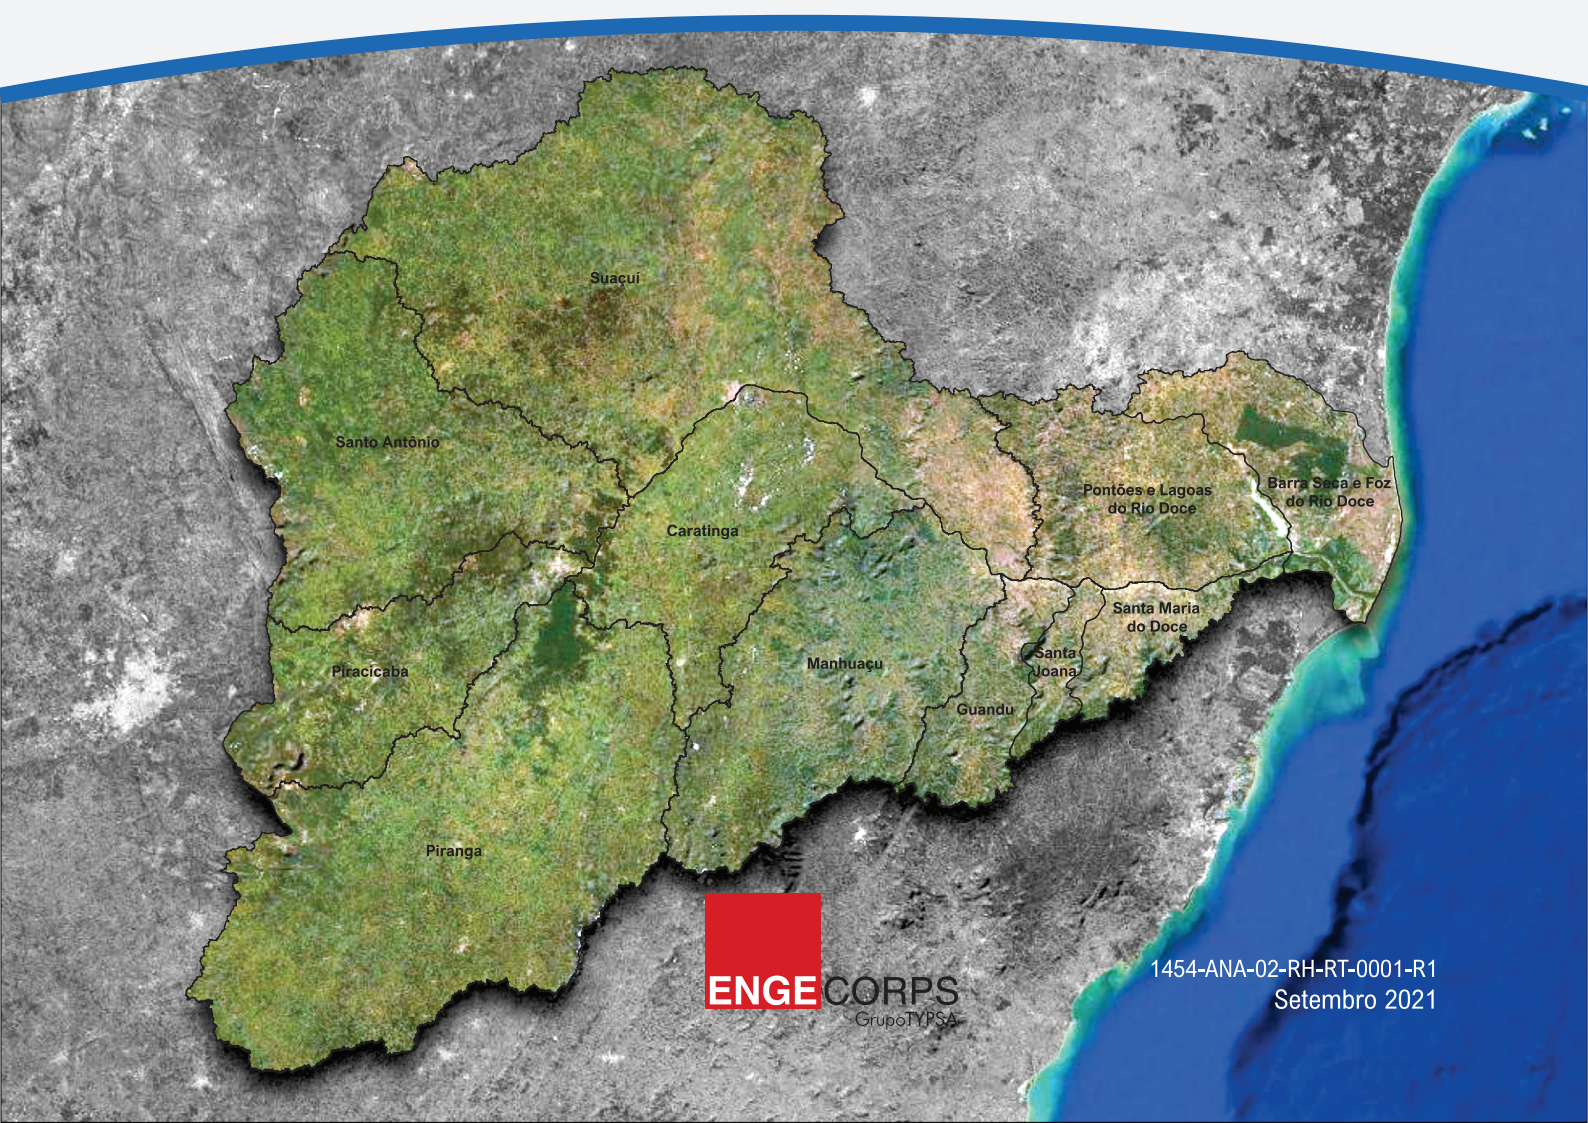 Suaçuí
Santo Antônio
Pontões e Lagoas
do Rio Doce
Barra Seca e Foz
do Rio Doce
Caratinga
Santa Maria
do Doce
Santa
Joana
Piracicaba
Manhuaçu
Guandu
Piranga
ENGECORPS
GrupoTYPSA
1454-ANA-02-RH-RT-0001-R1
Setembro 2021